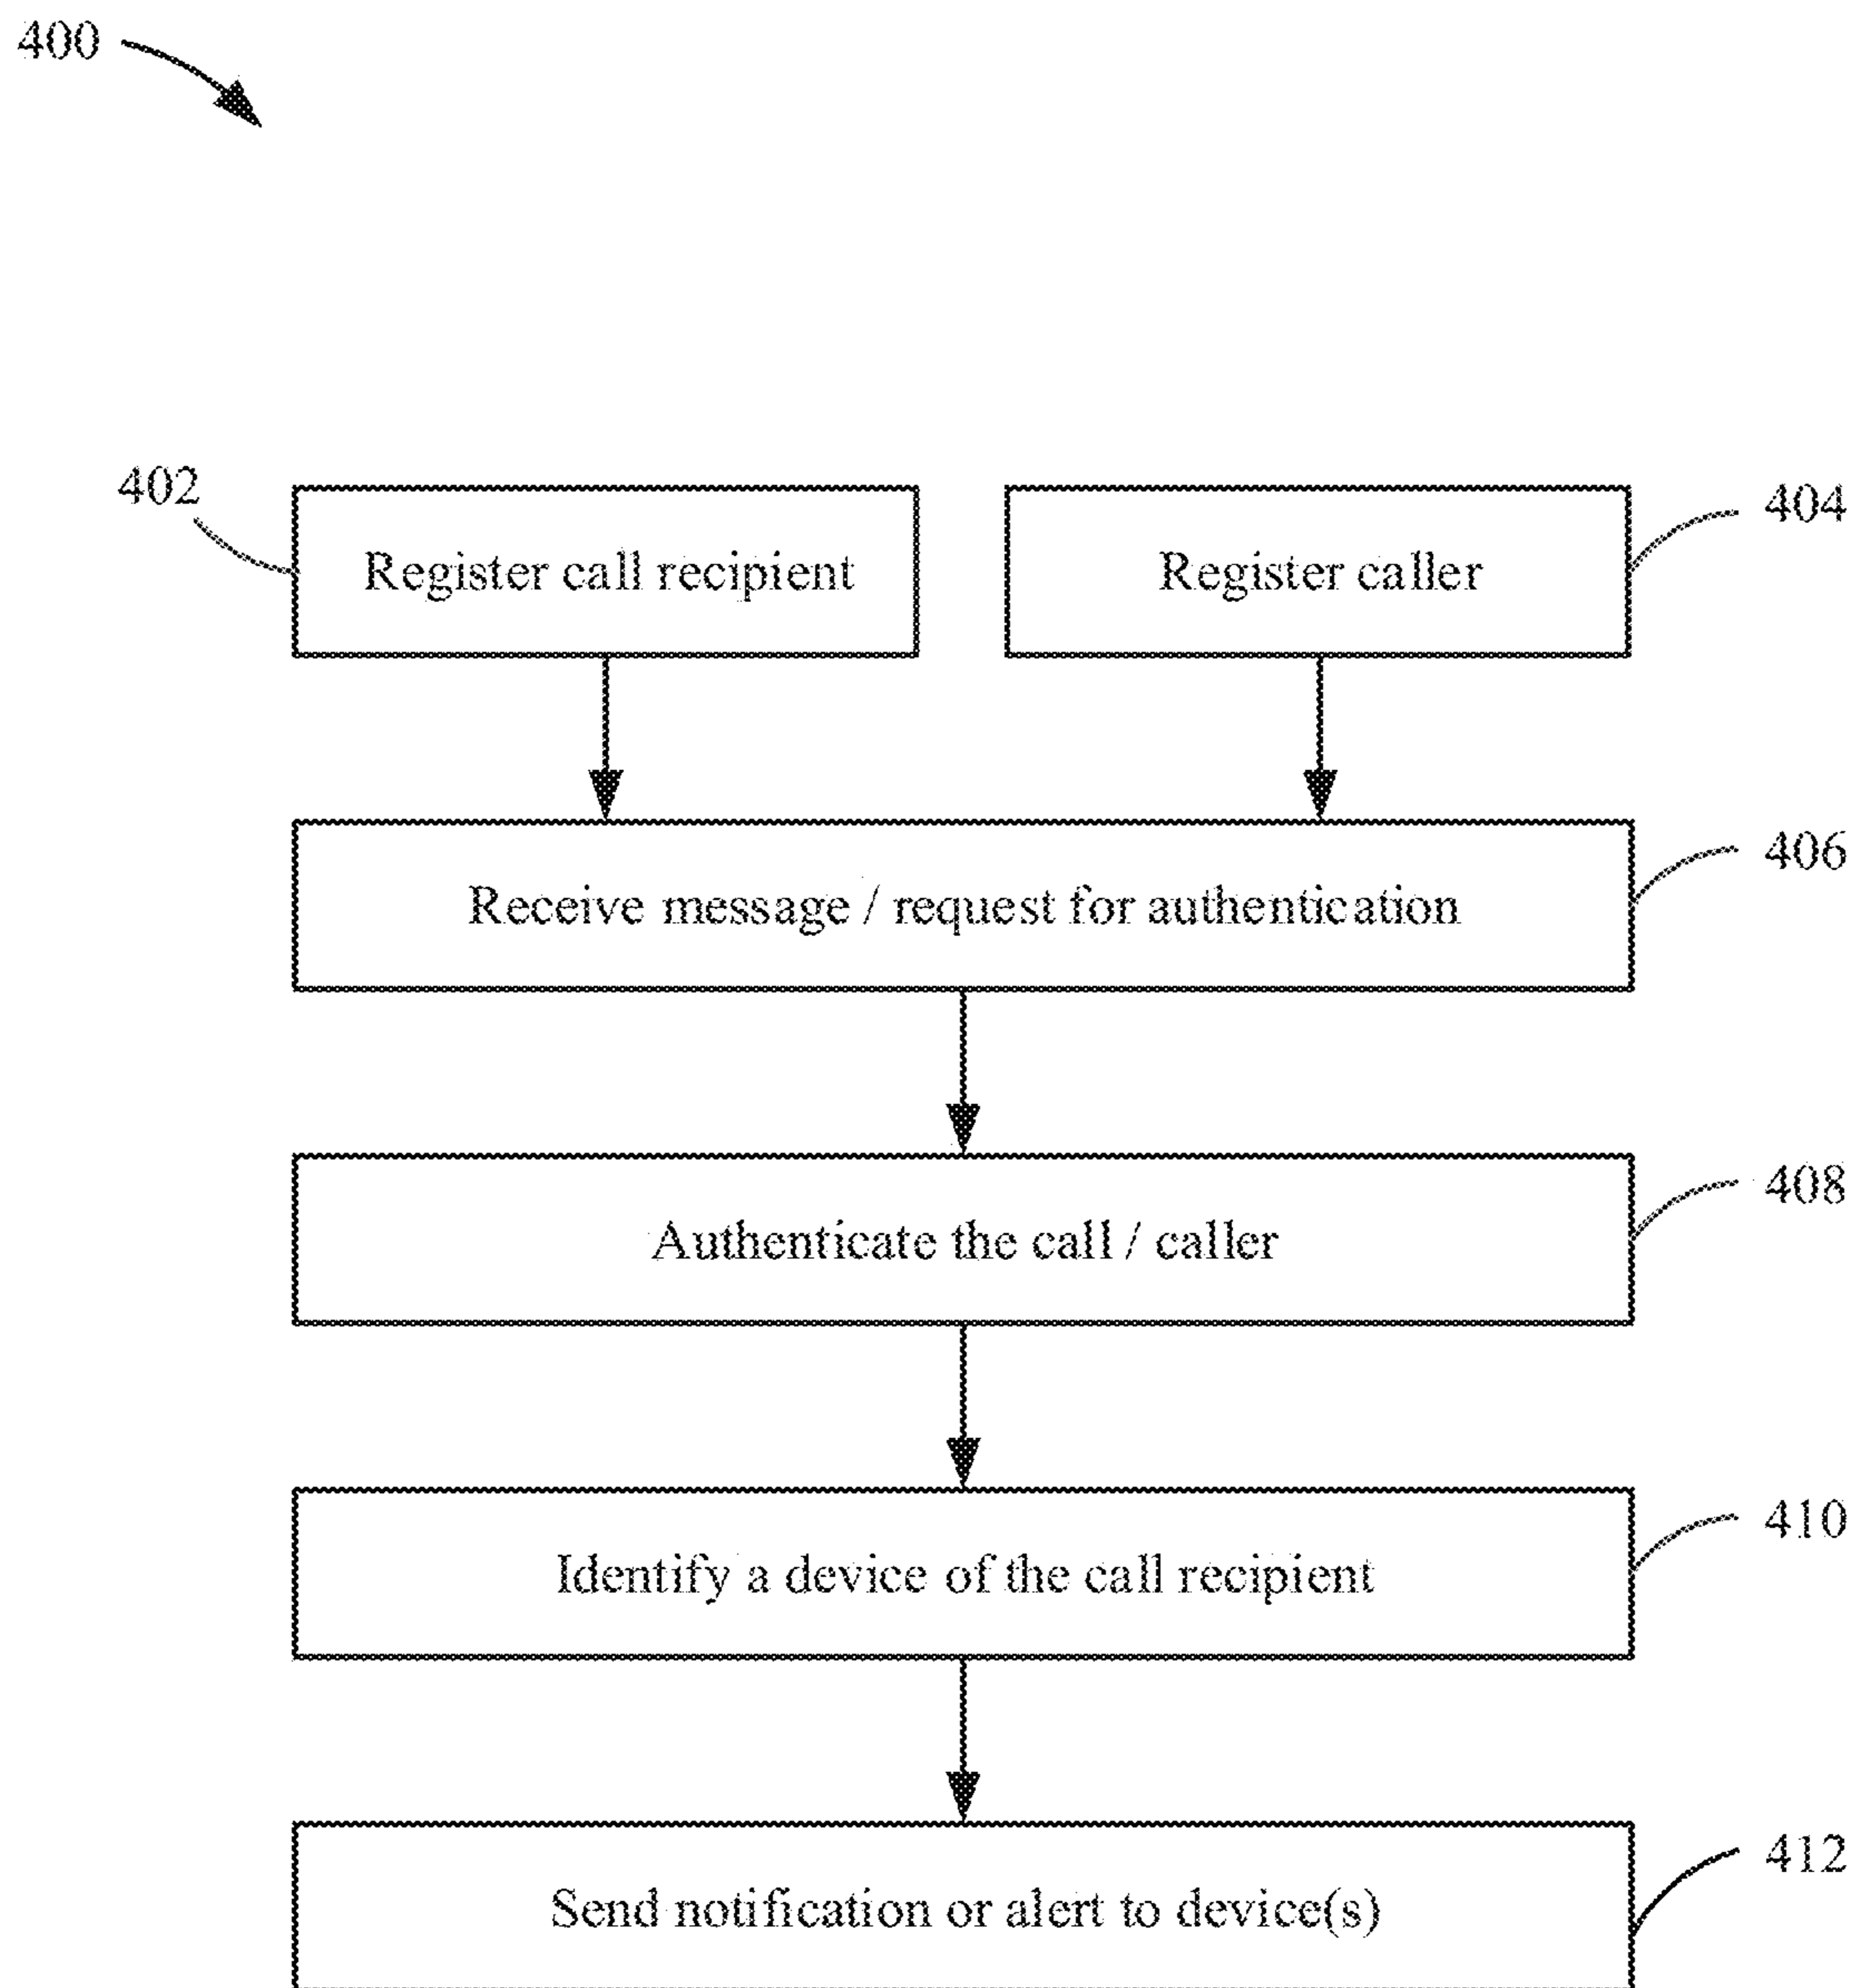 400
402
Register call recipient
Register caller
404
Receive message / request for authentication
406
Authenticate the call / caller
408
Identify a device of the call recipient
410
Send notification or alert to device(s)
412